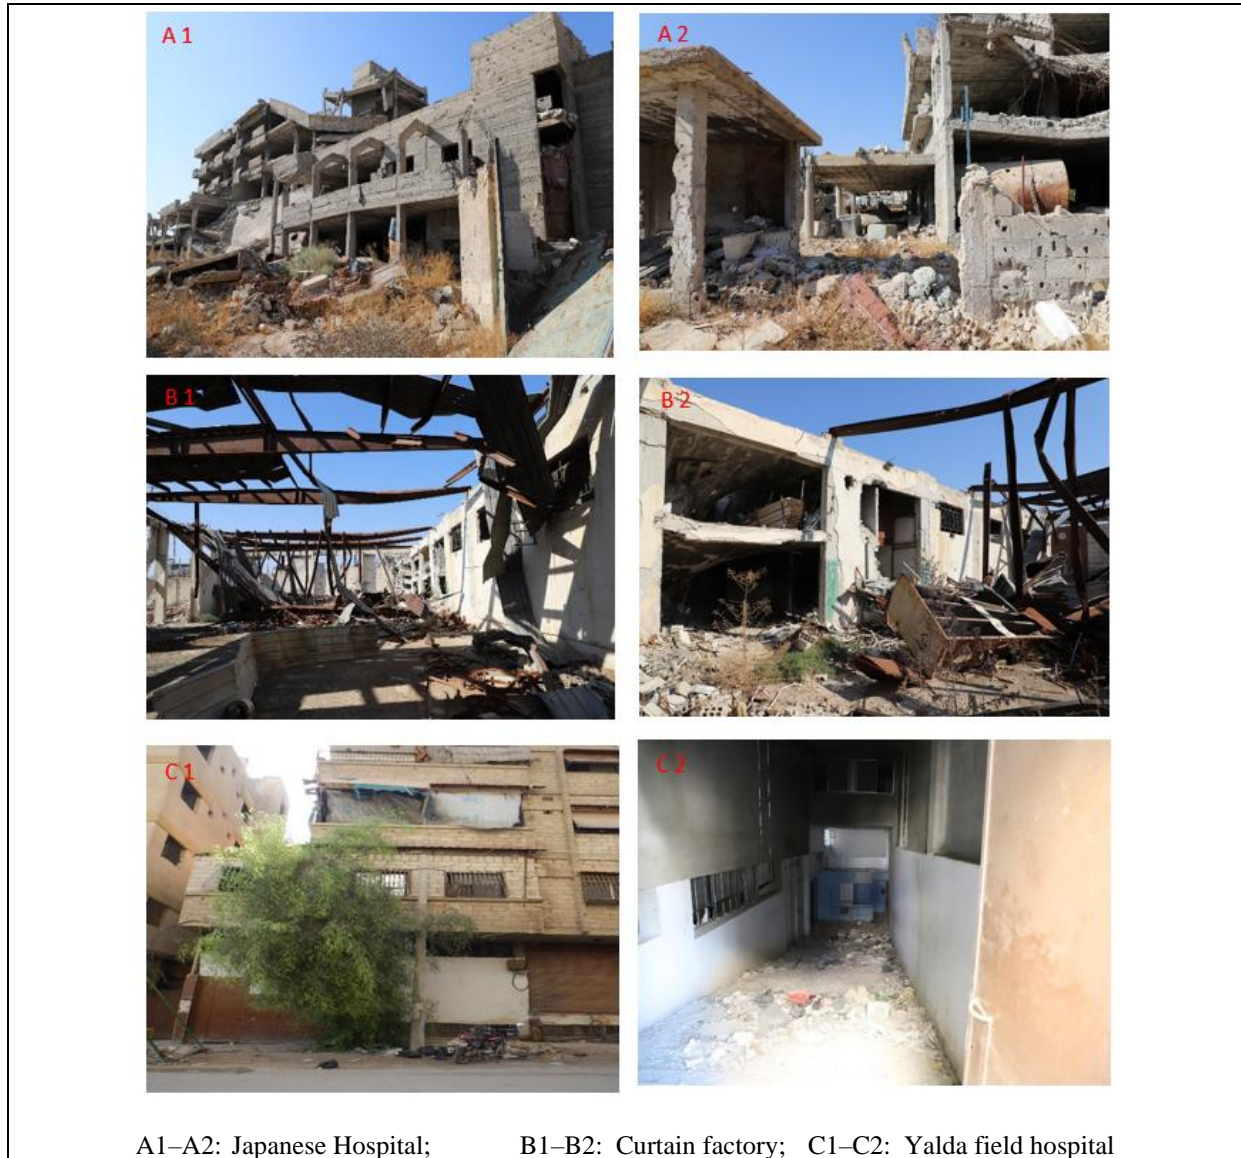 A 1
A 2
B 1
B 2
C 1
C 2
A1–A2: Japanese Hospital; B1–B2: Curtain factory; C1–C2: Yalda field hospital